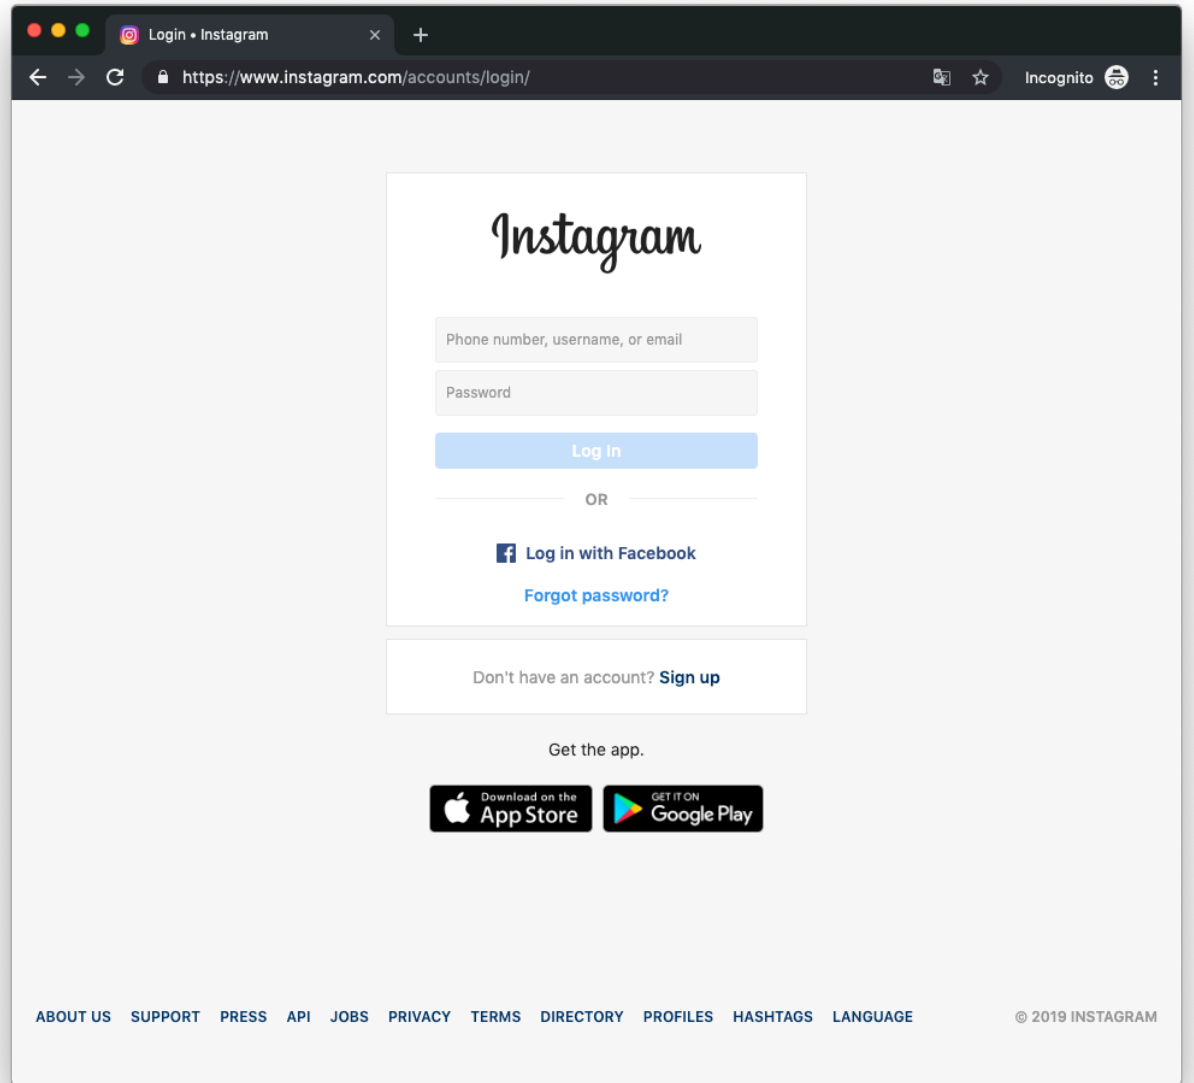 Login • Instagram
https://www.instagram.com/accounts/login/
Incognito
Instagram
Phone number, username, or email
Password
Log In
OR
Log in with Facebook
Forgot password?
Don't have an account? Sign up
Get the app.
Download on the
App Store
GET IT ON
Google Play
ABOUT US SUPPORT PRESS API JOBS PRIVACY TERMS DIRECTORY PROFILES HASHTAGS LANGUAGE © 2019 INSTAGRAM